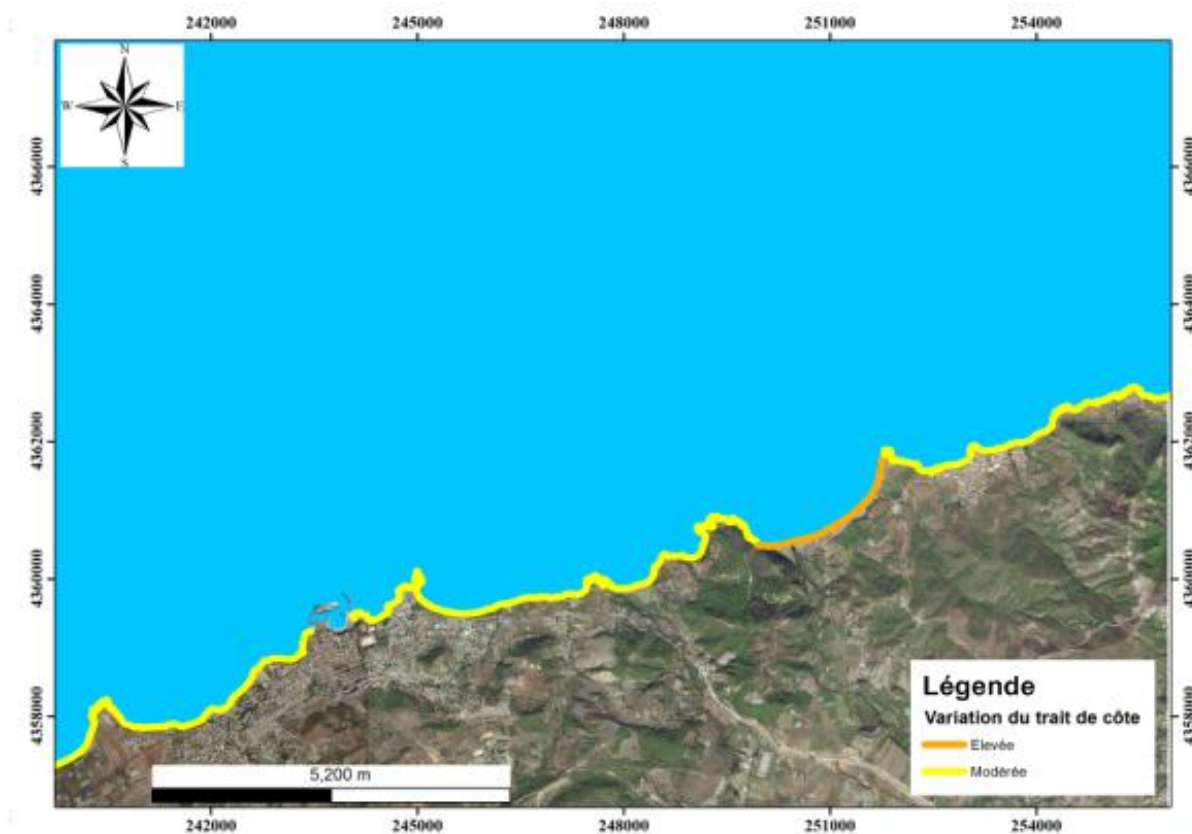 242000 245000 248000 251000 254000
N
W E
S
4366000 4366000
4364000 4364000
4362000 4362000
4360000 4360000
4358000 4358000
Légende
Variation du trait de côte
Elevée
Modérée
5,200 m
242000 245000 248000 251000 254000